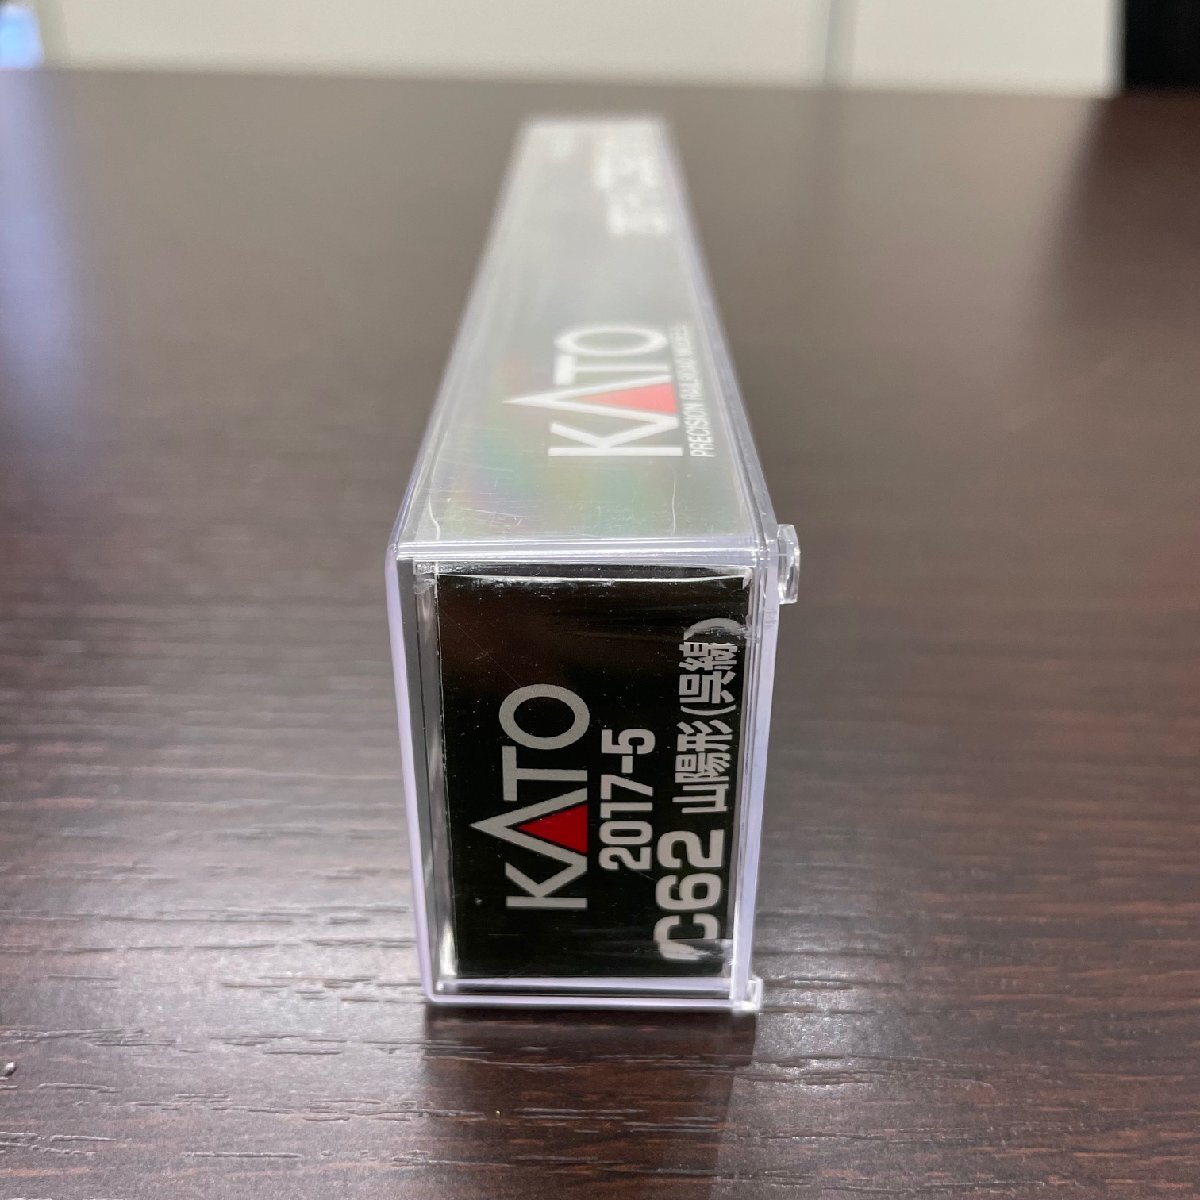 KATO
PRECISION RAILROAD MODELS
KATO
2017-5
C62 山陽形(呉線)